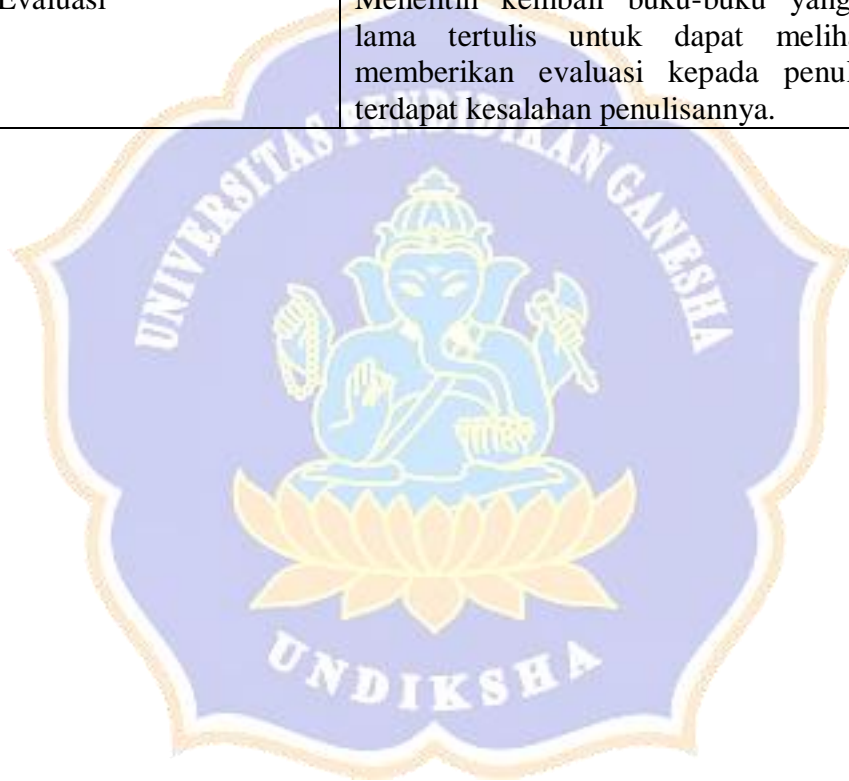 Evaluasi
Menelitii kembali buku-buku yang
lama tertulis untuk dapat
memberikan evaluasi kepada
terdapat kesalahan penulisannya.
UNIVERSITAS PENDIDIKAN GANESHA
UNDIKSHA